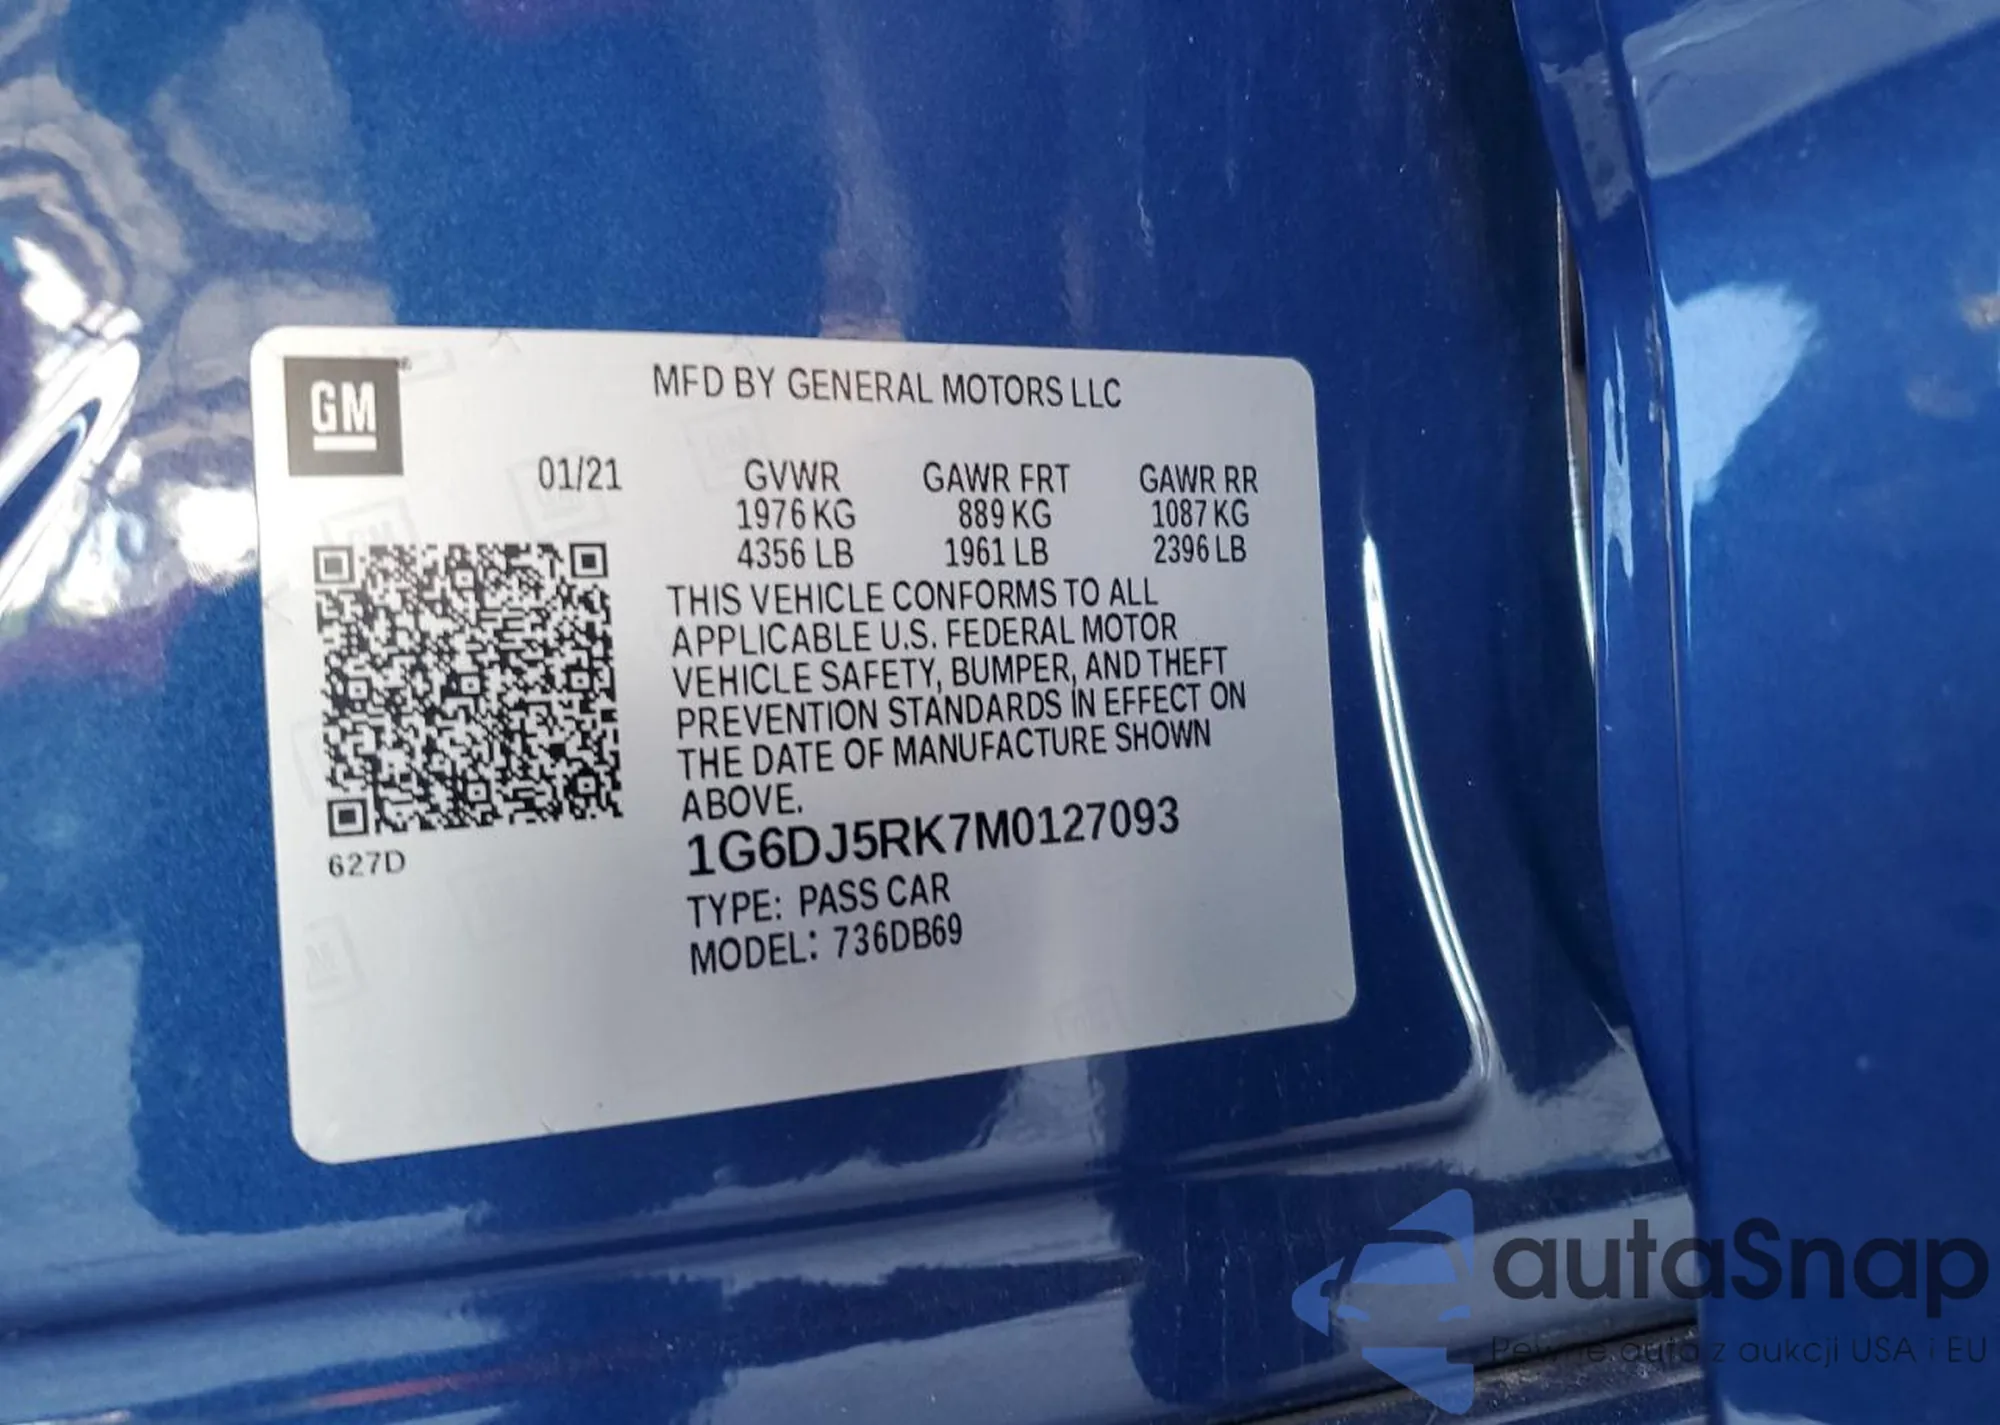 GM
MFD BY GENERAL MOTORS LLC
01/21 GVWR GAWR FRT GAWR RR
1976 KG 889 KG 1087 KG
4356 LB 1961 LB 2396 LB
THIS VEHICLE CONFORMS TO ALL
APPLICABLE U.S. FEDERAL MOTOR
VEHICLE SAFETY, BUMPER, AND THEFT
PREVENTION STANDARDS IN EFFECT ON
THE DATE OF MANUFACTURE SHOWN
ABOVE.
1G6DJ5RK7M0127093
627D
TYPE: PASS CAR
MODEL: 736DB69
autaSnap
Pewne auta z aukcji USA i EU